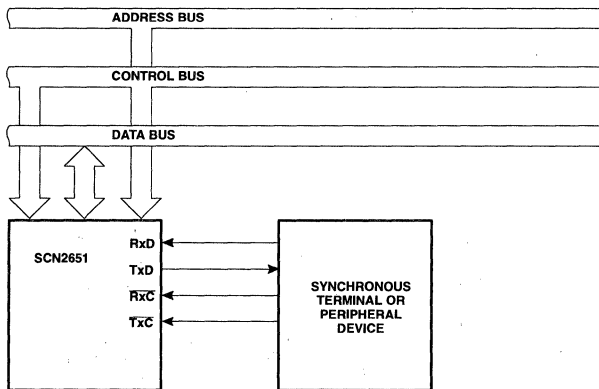 ADDRESS BUS
CONTROL BUS
DATA BUS
SCN2651
RxD
TxD
RxC
TxC
SYNCHRONOUS
TERMINAL OR
PERIPHERAL
DEVICE